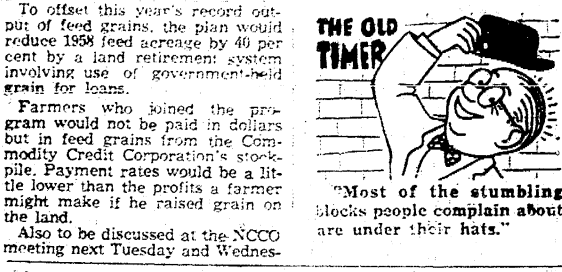 To offset this year's record out-
put of feed grains, the plan would
reduce 1958 feed acreage by 40 per
cent by a land retirement system
involving use of government-held
grain for loans.
Farmers who joined the pro-
gram would not be paid in dollars
but in feed grains from the Com-
modity Credit Corporation's stock-
pile. Payment rates would be a lit-
tle lower than the profits a farmer
might make if he raised grain on
the land.
Also to be discussed at the NCCO
meeting next Tuesday and Wednes-
THE OLD
TIMER
"Most of the stumbling
blocks people complain about
are under their hats."